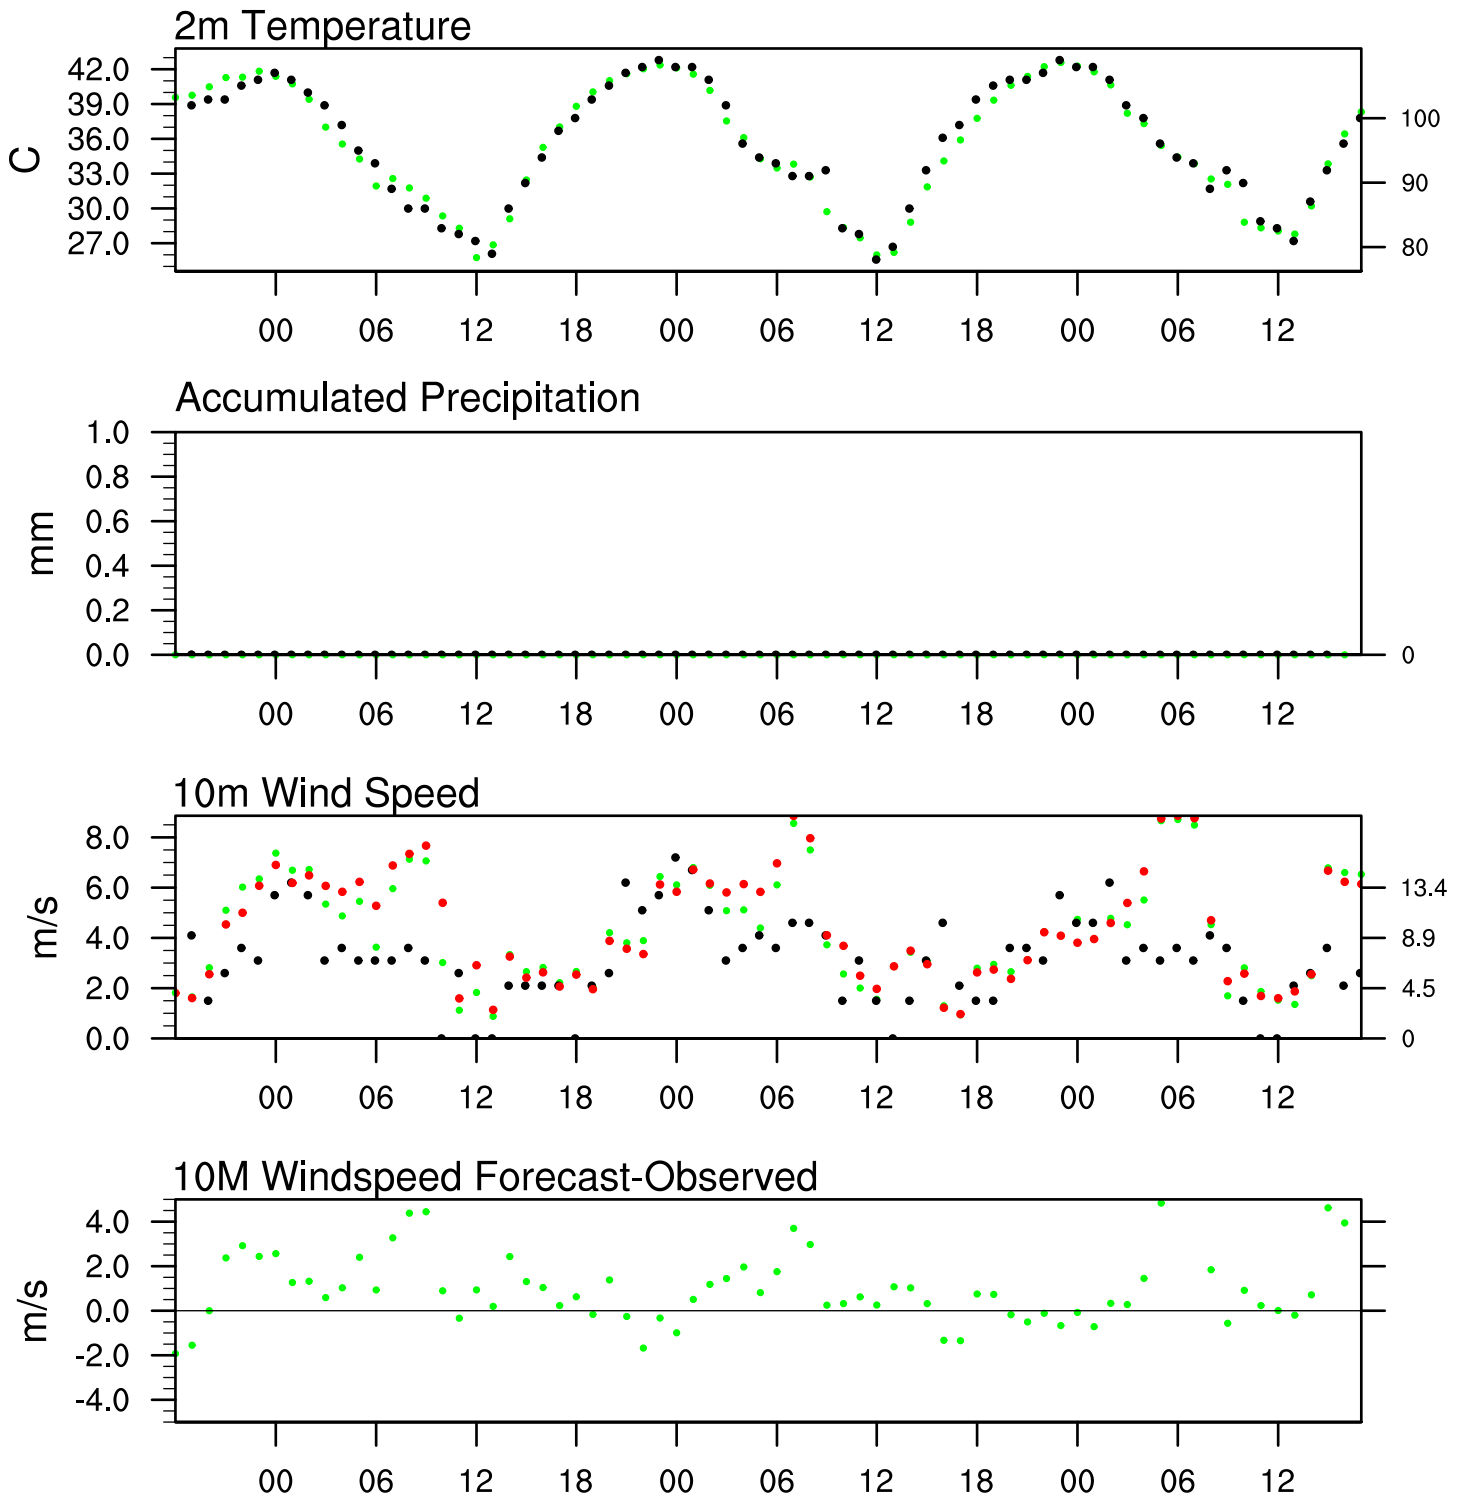 2m Temperature
42.0
39.0
36.0
33.0
30.0
27.0
C
100
90
80
00 06 12 18 00 06 12 18 00 06 12
Accumulated Precipitation
1.0
0.8
0.6
0.4
0.2
0.0
mm
0
00 06 12 18 00 06 12 18 00 06 12
10m Wind Speed
8.0
6.0
4.0
2.0
0.0
m/s
13.4
8.9
4.5
0
00 06 12 18 00 06 12 18 00 06 12
10M Windspeed Forecast-Observed
4.0
2.0
0.0
-2.0
-4.0
m/s
00 06 12 18 00 06 12 18 00 06 12